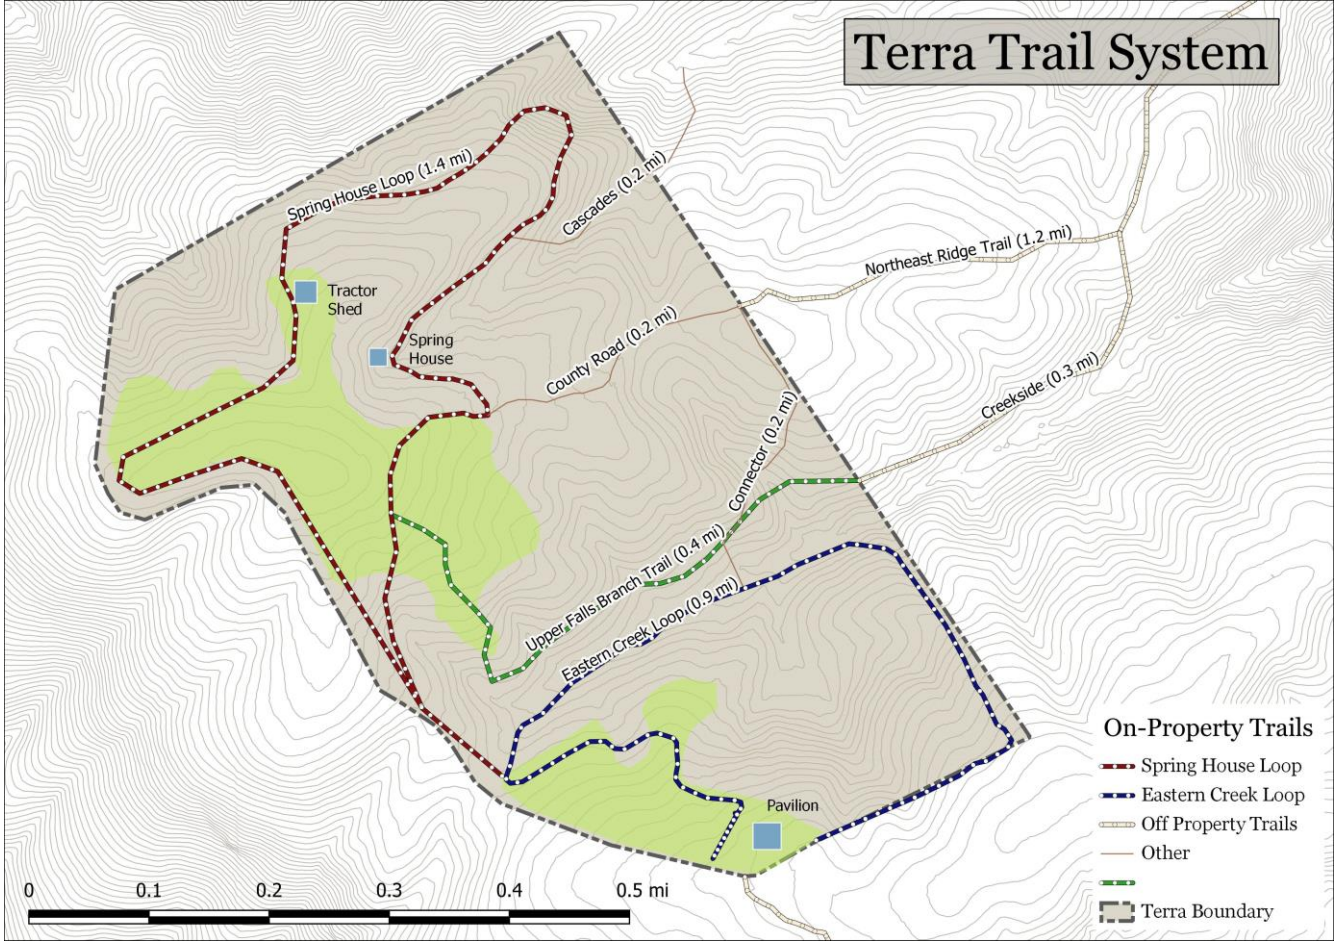 Terra Trail System
Spring House Loop (1.4 mi)
Cascades (0.2 mi)
Northeast Ridge Trail (1.2 mi)
Tractor
Shed
Spring
House
County Road (0.2 mi)
Creekside (0.3 mi)
Connector (0.2 mi)
Upper Falls Branch Trail (0.4 mi)
Eastern Creek Loop (0.9 mi)
Pavilion
On-Property Trails
Spring House Loop
Eastern Creek Loop
Off Property Trails
Other
Terra Boundary
0 0.1 0.2 0.3 0.4 0.5 mi